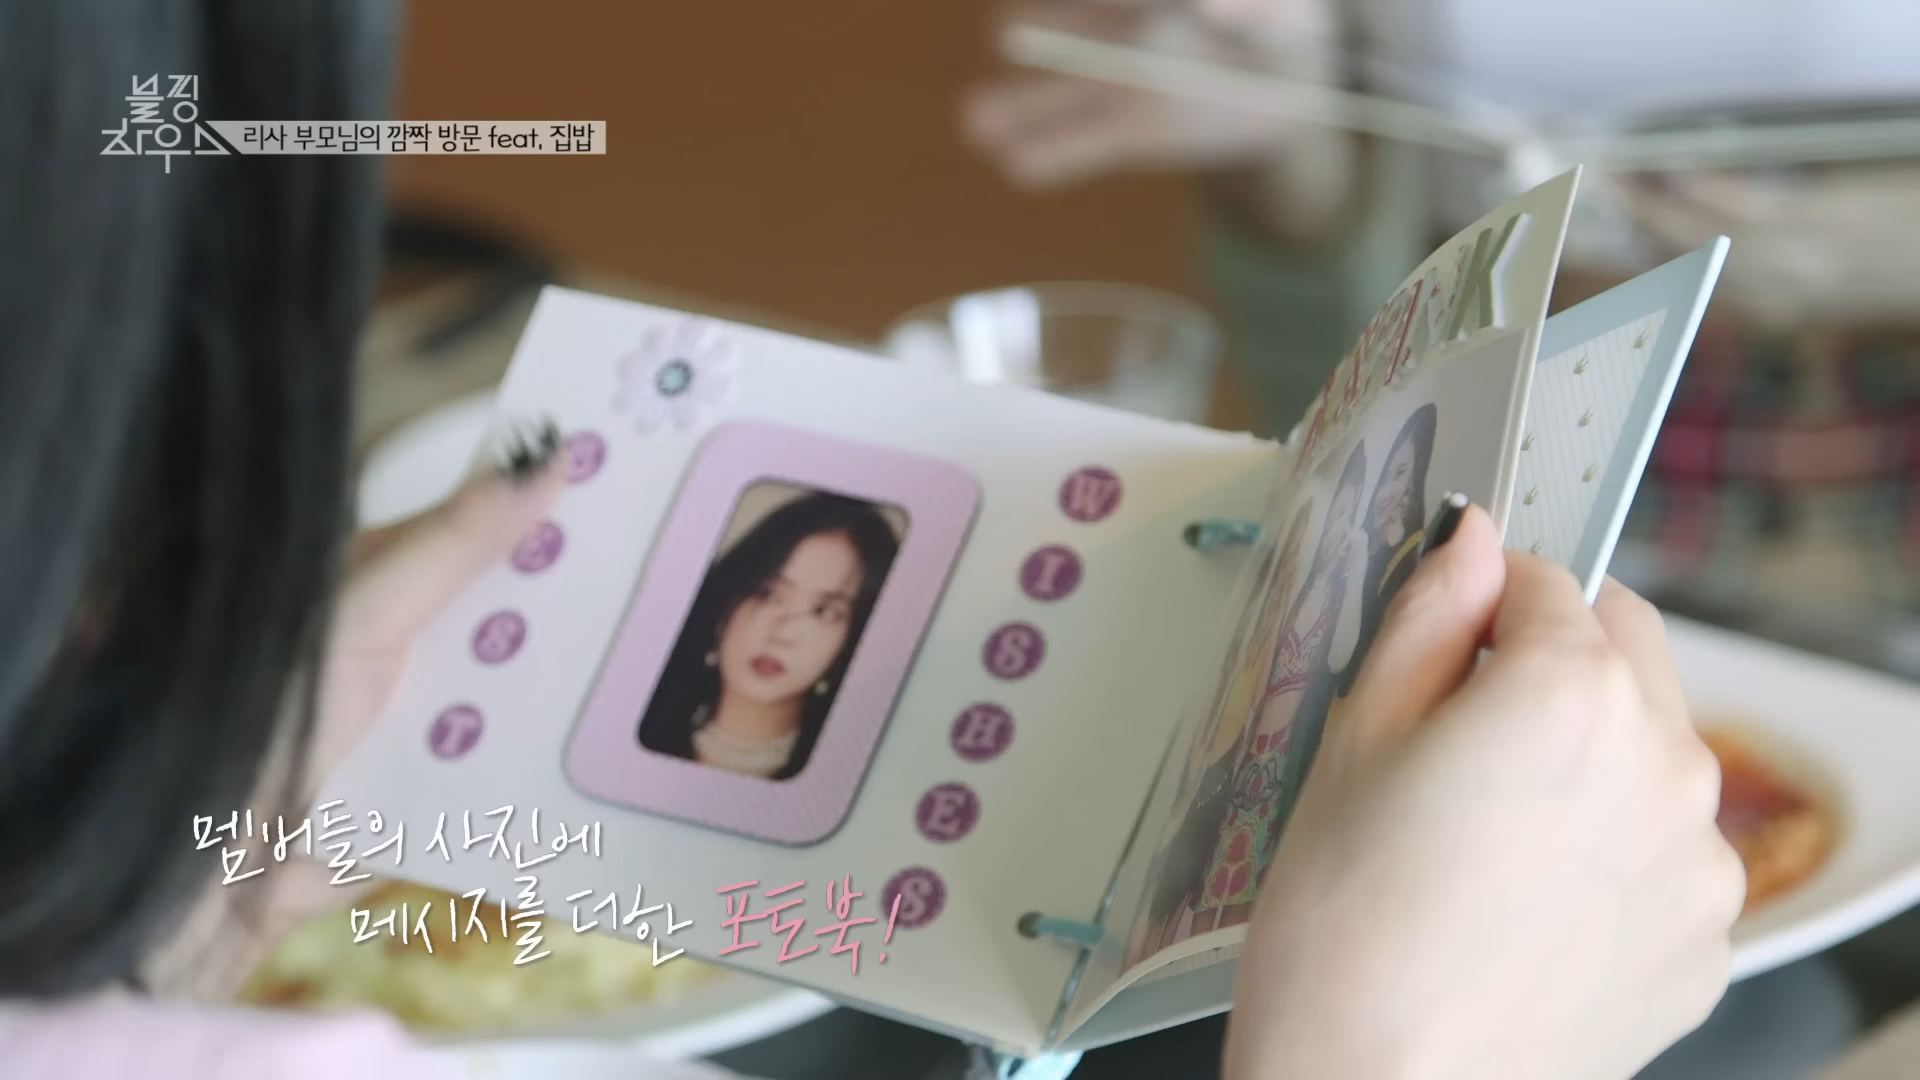 블핑
하우스
리사 부모님의 깜짝 방문 feat. 집밥
BEST
WISHES
K
멤버들의 사진에
메시지를 더한 포토북!